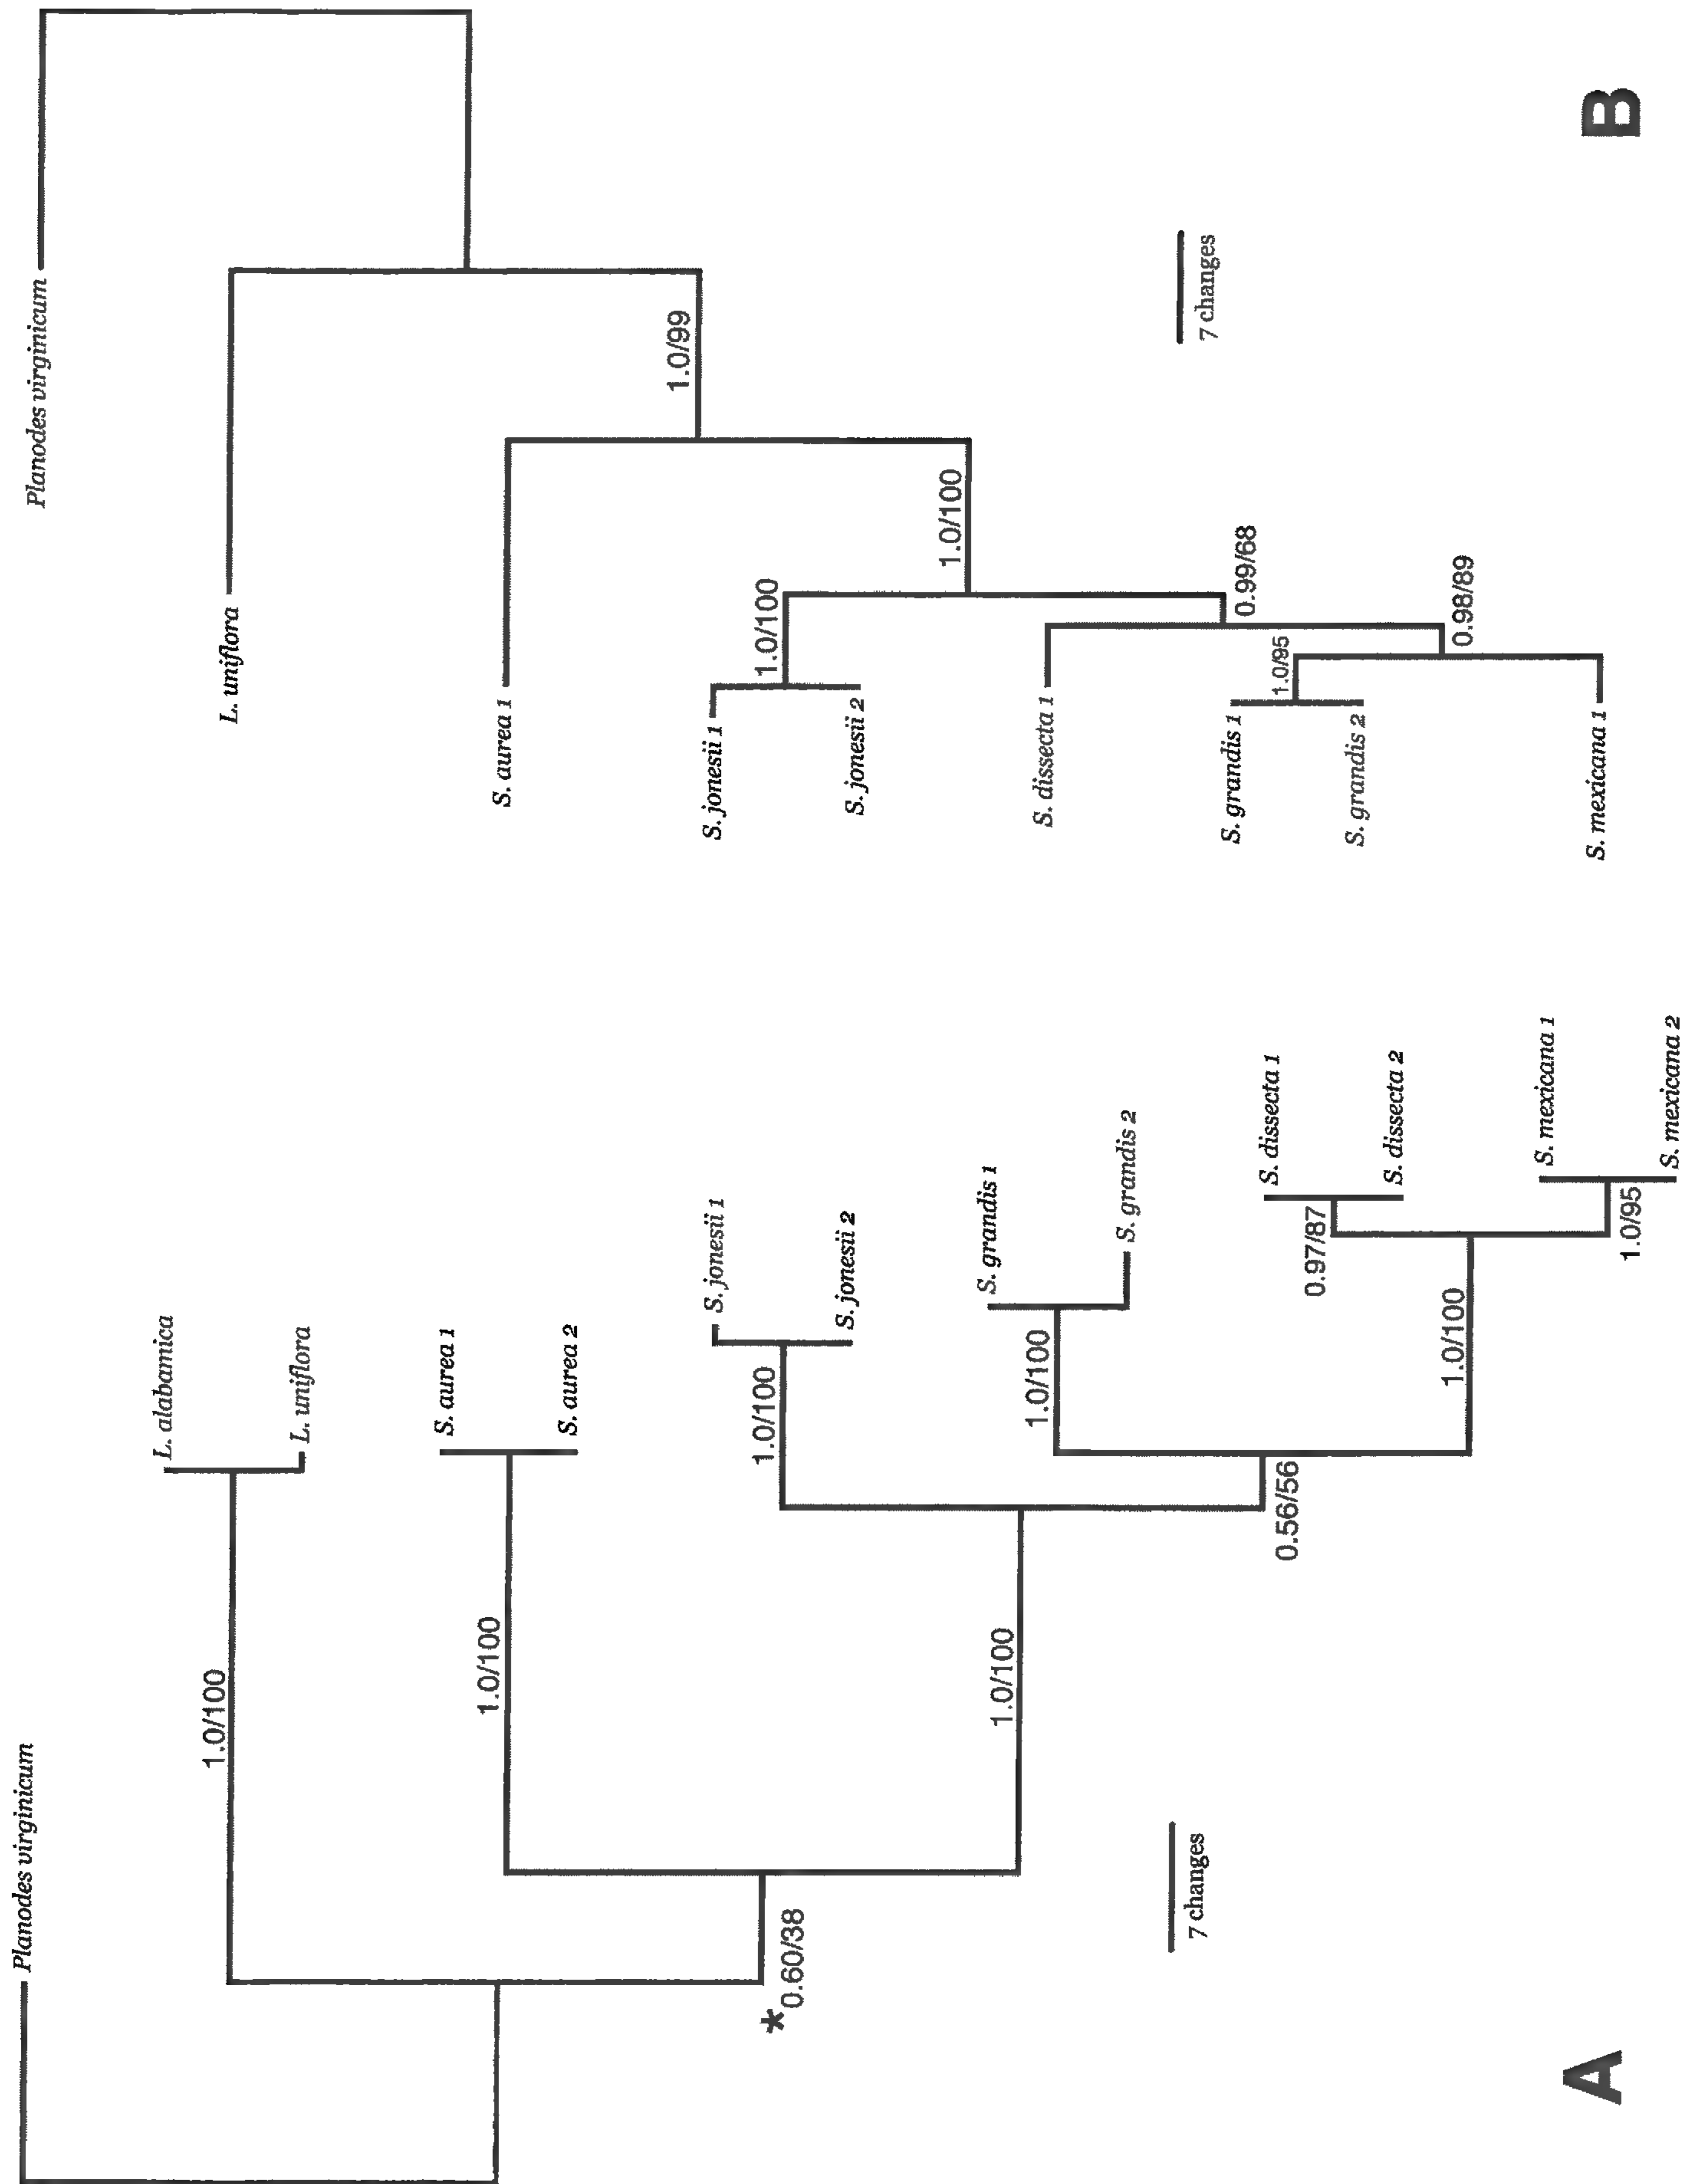 Planodes virginicum
L. alabamica
1.0/100
L. uniflora
S. aurea 1
1.0/100
S. aurea 2
*
0.60/38
S. jonesii 1
1.0/100
S. jonesii 2
1.0/100
S. grandis 1
1.0/100
S. grandis 2
0.56/56
S. dissecta 1
0.97/87
S. dissecta 2
1.0/100
S. mexicana 1
1.0/95
S. mexicana 2
7 changes
A
Planodes virginicum
L. uniflora
1.0/99
S. aurea 1
1.0/100
S. jonesii 1
1.0/100
S. jonesii 2
0.99/68
S. dissecta 1
0.98/89
S. grandis 1
1.0/95
S. grandis 2
S. mexicana 1
7 changes
B